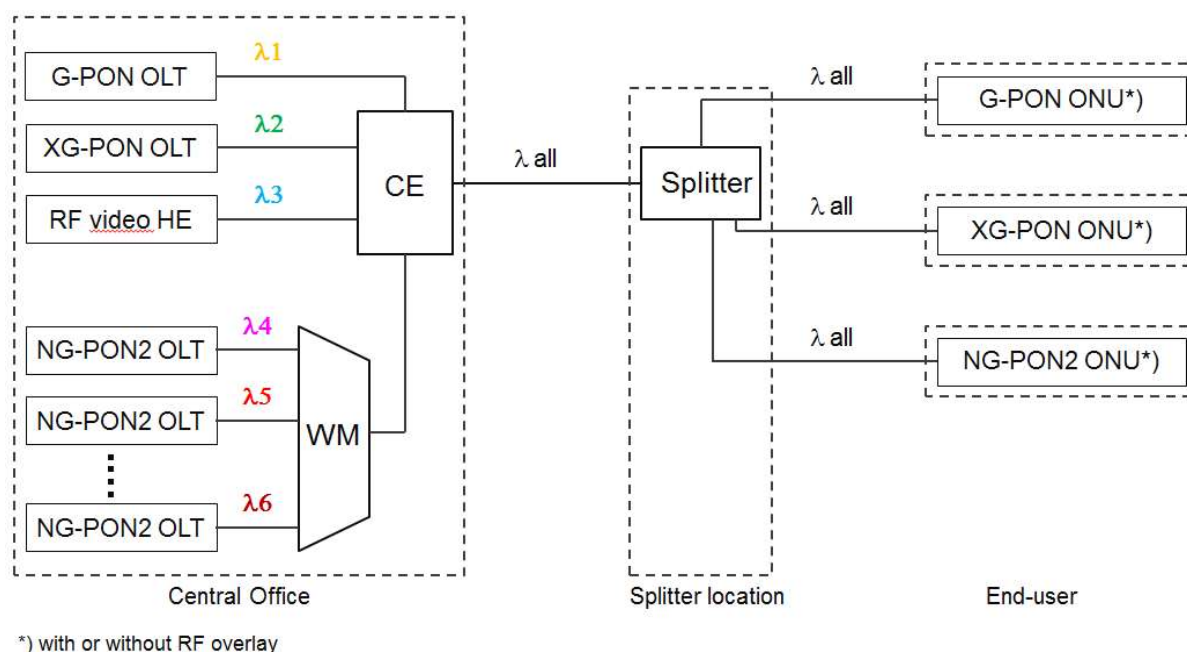 λ1
G-PON OLT
λ2
XG-PON OLT
λ3
RF video HE
CE
λ4
NG-PON2 OLT
λ5
NG-PON2 OLT
λ6
NG-PON2 OLT
WM
Central Office
λ all
Splitter
Splitter location
λ all
G-PON ONU*)
λ all
XG-PON ONU*)
λ all
NG-PON2 ONU*)
End-user
*) with or without RF overlay